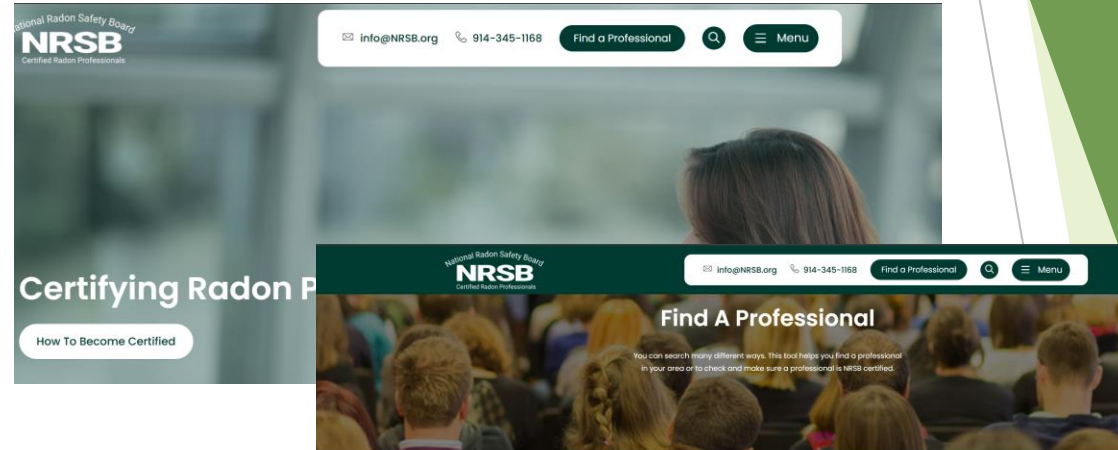 National Radon Safety Board
NRSB
Certified Radon Professionals
info@NRSB.org 914-345-1168 Find a Professional Menu
Certifying Radon P
How To Become Certified
National Radon Safety Board
NRSB
Certified Radon Professionals
info@NRSB.org 914-345-1168 Find a Professional Menu
Find A Professional
You can search many different ways. This tool helps you find a professional
in your area or to check and make sure a professional is NRSB certified.